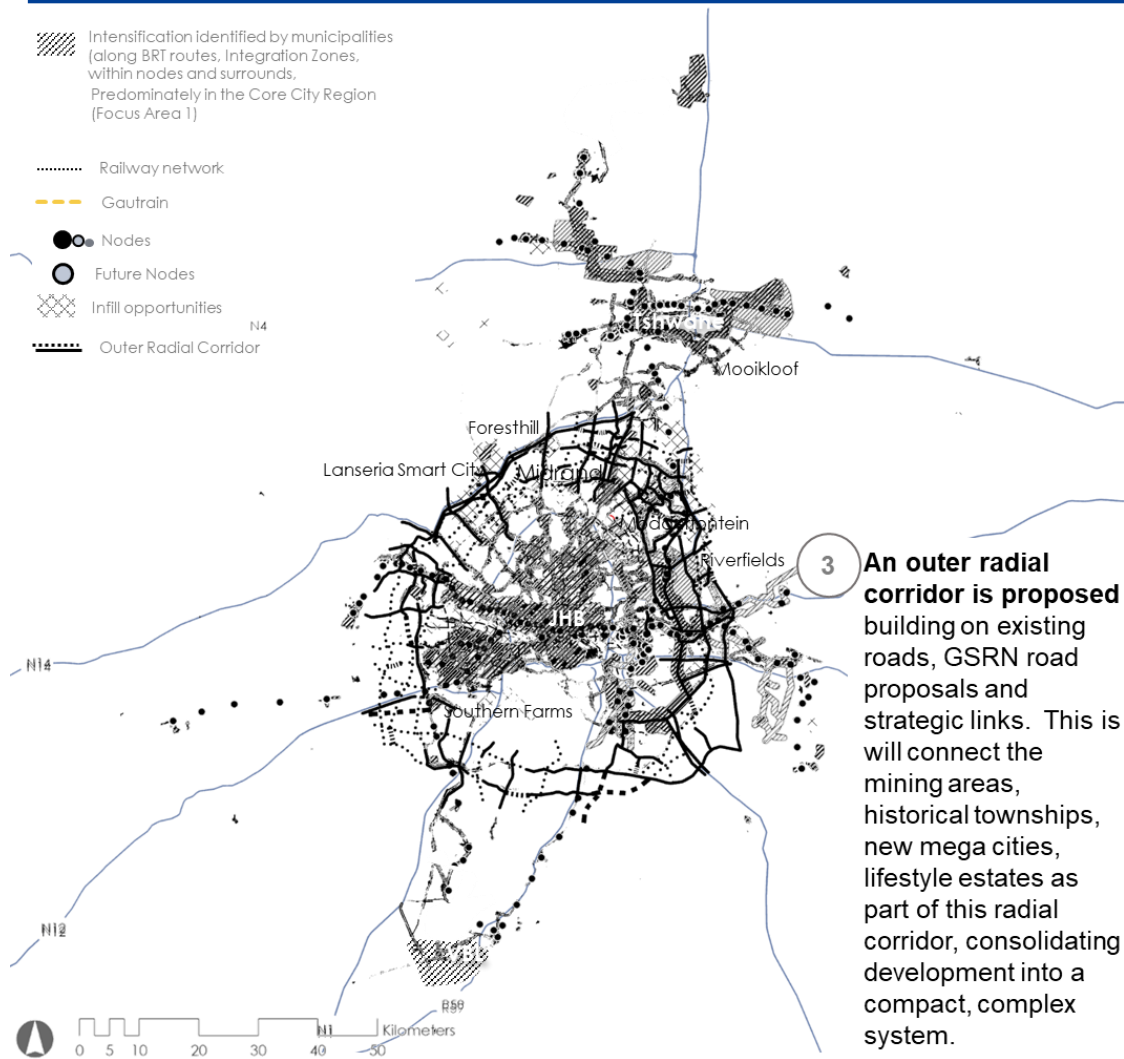 Intensification identified by municipalities
(along BRT routes, Integration Zones,
within nodes and surrounds,
Predominately in the Core City Region
(Focus Area 1)
Railway network
Gautrain
Nodes
Future Nodes
Infill opportunities
N4
Outer Radial Corridor
Tshwane
Mooikloof
Foresthill
Lanseria Smart City
Midrand
Modderfontein
Riverfields
JHB
Southern Farms
N14
N12
R59
N1
Kilometers
0 5 10 20 30 40 50
3
An outer radial
corridor is proposed
building on existing
roads, GSRN road
proposals and
strategic links. This is
will connect the
mining areas,
historical townships,
new mega cities,
lifestyle estates as
part of this radial
corridor, consolidating
development into a
compact, complex
system.